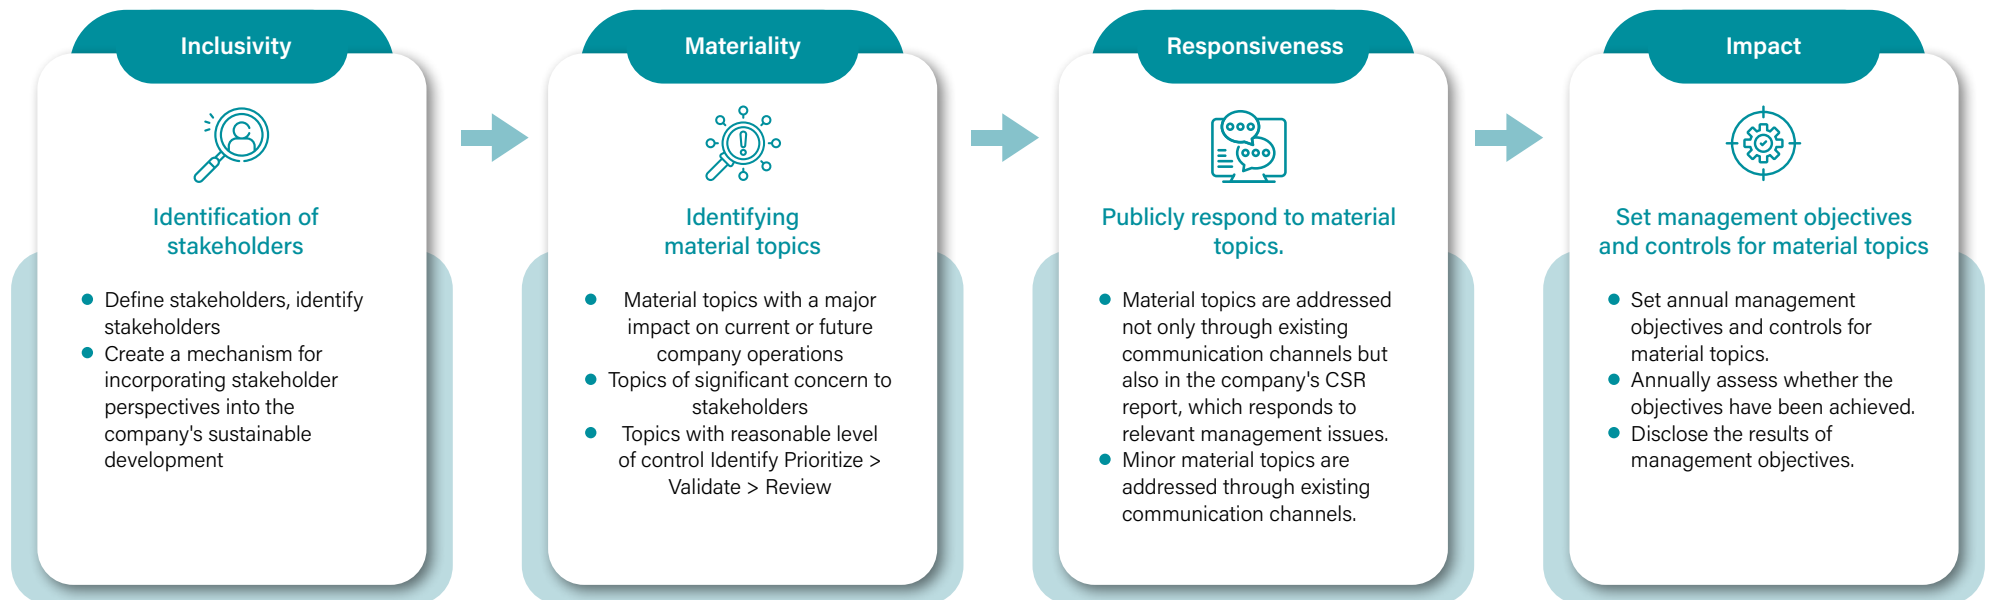 Inclusivity
Identification of
stakeholders
Define stakeholders, identify
stakeholders
Create a mechanism for
incorporating stakeholder
perspectives into the
company's sustainable
development
Materiality
Identifying
material topics
Material topics with a major
impact on current or future
company operations
Topics of significant concern to
stakeholders
Topics with reasonable level
of control Identify Prioritize >
Validate > Review
Responsiveness
Publicly respond to material
topics.
Material topics are addressed
not only through existing
communication channels but
also in the company's CSR
report, which responds to
relevant management issues.
Minor material topics are
addressed through existing
communication channels.
Impact
Set management objectives
and controls for material topics
Set annual management
objectives and controls for
material topics.
Annually assess whether the
objectives have been achieved.
Disclose the results of
management objectives.